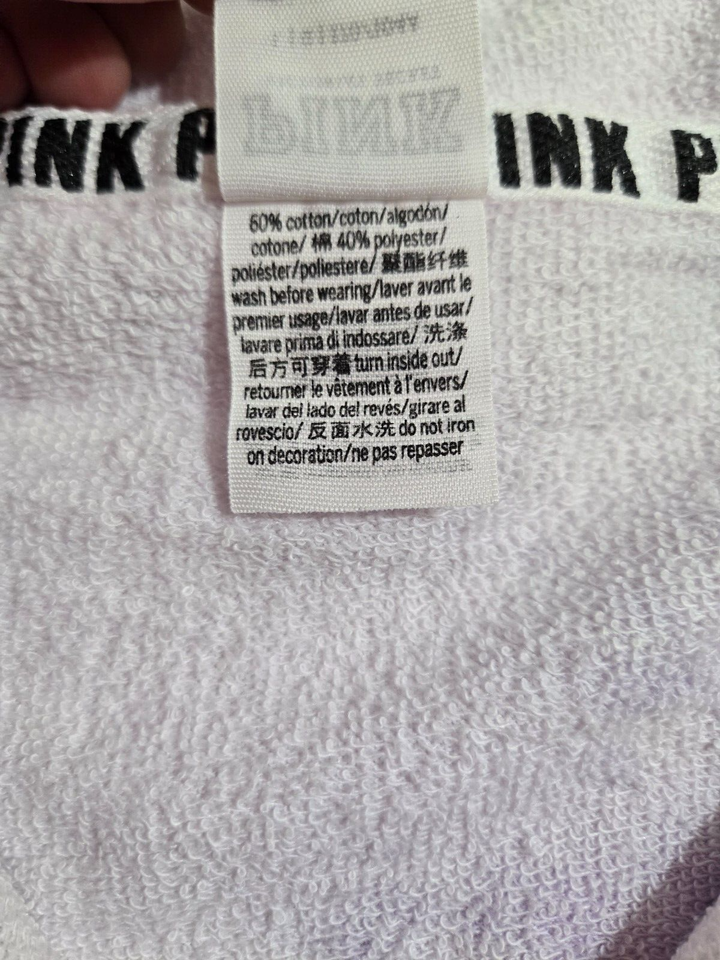 INK P INK P
60% cotton/coton/algodón/
cotone/ 棉 40% polyester/
poliéster/poliestere/ 聚酯纤维
wash before wearing/laver avant le
premier usage/lavar antes de usar/
lavare prima di indossare/ 洗涤
后方可穿着 turn inside out/
retourner le vêtement à l'envers/
lavar del lado del revés/girare al
rovescio/ 反面水洗 do not iron
on decoration/ne pas repasser